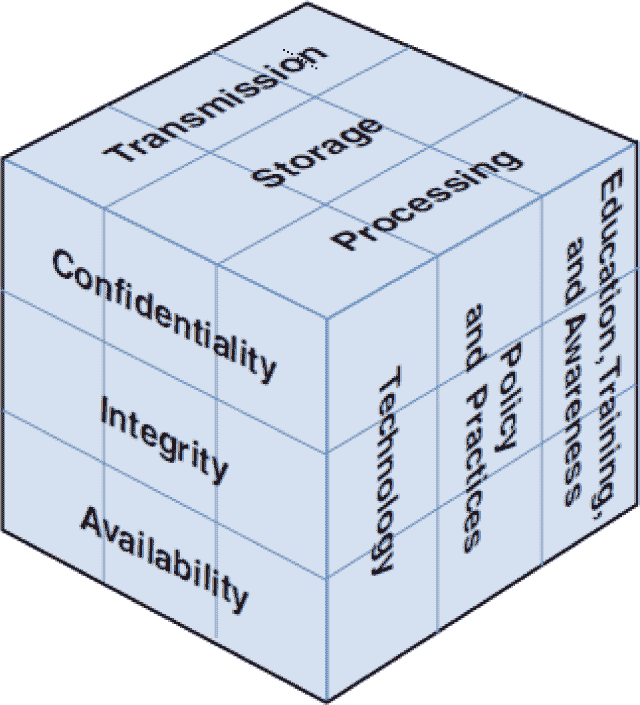 Transmission
Storage
Processing
Confidentiality
Integrity
Availability
Technology
Policy
and Practices
Education, Training,
and Awareness